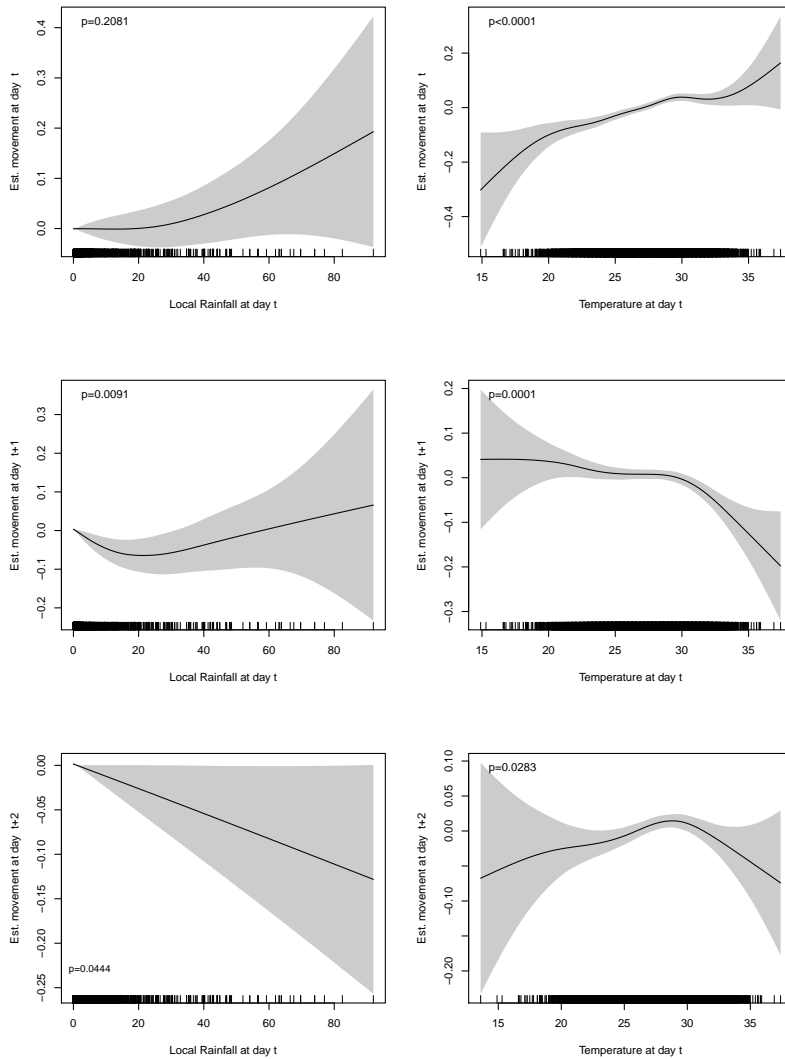 p=0.2081
Est. movement at day t
0.0 0.1 0.2 0.3 0.4
0 20 40 60 80
Local Rainfall at day t
p<0.0001
Est. movement at day t
−0.4 −0.2 0.0 0.2
15 20 25 30 35
Temperature at day t
p=0.0091
Est. movement at day t+1
−0.2 −0.1 0.0 0.1 0.2 0.3
0 20 40 60 80
Local Rainfall at day t
p=0.0001
Est. movement at day t+1
−0.3 −0.2 −0.1 0.0 0.1 0.2
15 20 25 30 35
Temperature at day t
p=0.0444
Est. movement at day t+2
−0.25 −0.20 −0.15 −0.10 −0.05 0.00
0 20 40 60 80
Local Rainfall at day t
p=0.0283
Est. movement at day t+2
−0.20 −0.10 0.00 0.05 0.10
15 20 25 30 35
Temperature at day t